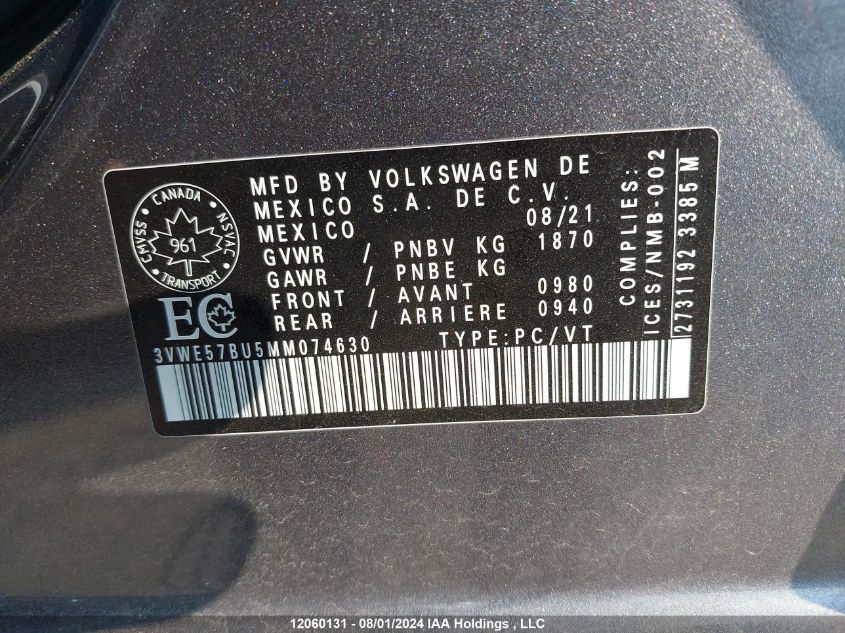 MFD BY VOLKSWAGEN DE
MEXICO S.A. DE C.V.
MEXICO 08/21
GVWR / PNBV KG 1870
GAWR / PNBE KG
FRONT / AVANT 0980
REAR / ARRIERE 0940
3VWE57BU5MM074630 TYPE:PC/VT
CANADA
CMVSS NSVAC
961
TRANSPORT
EC
COMPLIES:
ICES/NMB-002
2731192 3385 M
12060131 - 08/01/2024 IAA Holdings , LLC